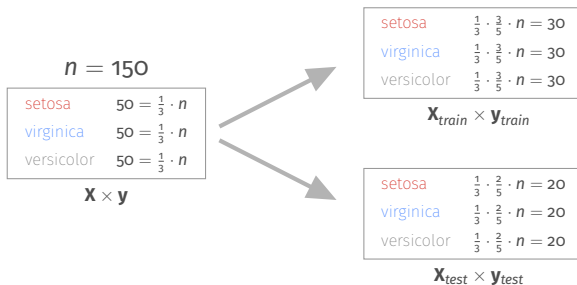 n = 150
setosa 50 = 1/3 · n
virginica 50 = 1/3 · n
versicolor 50 = 1/3 · n
X × y
setosa 1/3 · 3/5 · n = 30
virginica 1/3 · 3/5 · n = 30
versicolor 1/3 · 3/5 · n = 30
X_train × y_train
setosa 1/3 · 2/5 · n = 20
virginica 1/3 · 2/5 · n = 20
versicolor 1/3 · 2/5 · n = 20
X_test × y_test